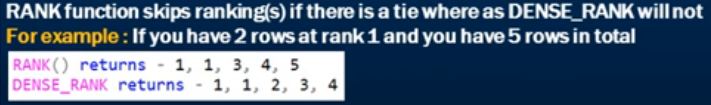 RANK function skips ranking(s) if there is a tie where as DENSE_RANK will not
For example : If you have 2 rows at rank 1 and you have 5 rows in total
RANK() returns - 1, 1, 3, 4, 5
DENSE_RANK returns - 1, 1, 2, 3, 4